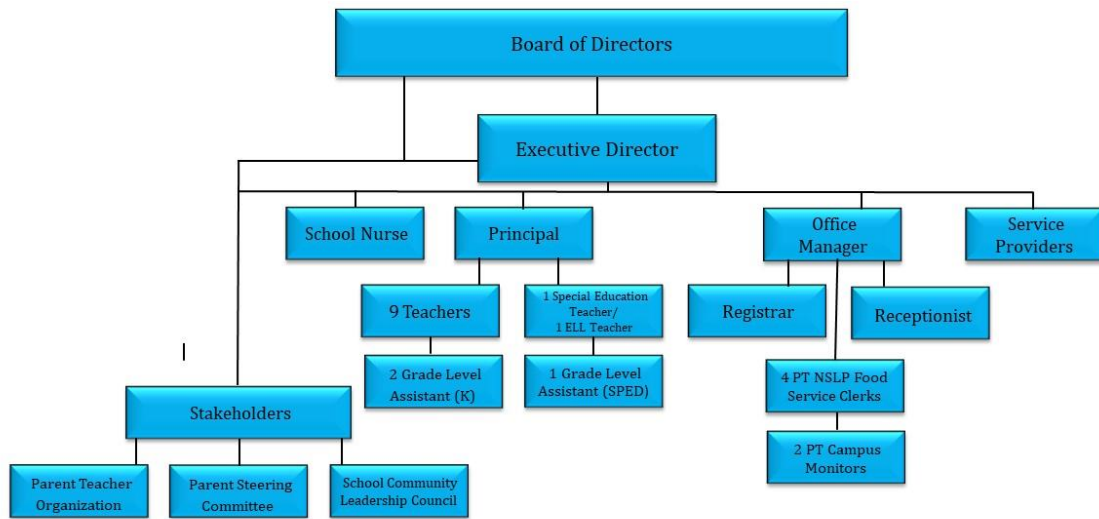 Board of Directors
Executive Director
School Nurse
Principal
Office
Manager
Service
Providers
9 Teachers
1 Special Education
Teacher/
1 ELL Teacher
Registrar
Receptionist
2 Grade Level
Assistant (K)
1 Grade Level
Assistant (SPED)
4 PT NSLP Food
Service Clerks
Stakeholders
2 PT Campus
Monitors
Parent Teacher
Organization
Parent Steering
Committee
School Community
Leadership Council